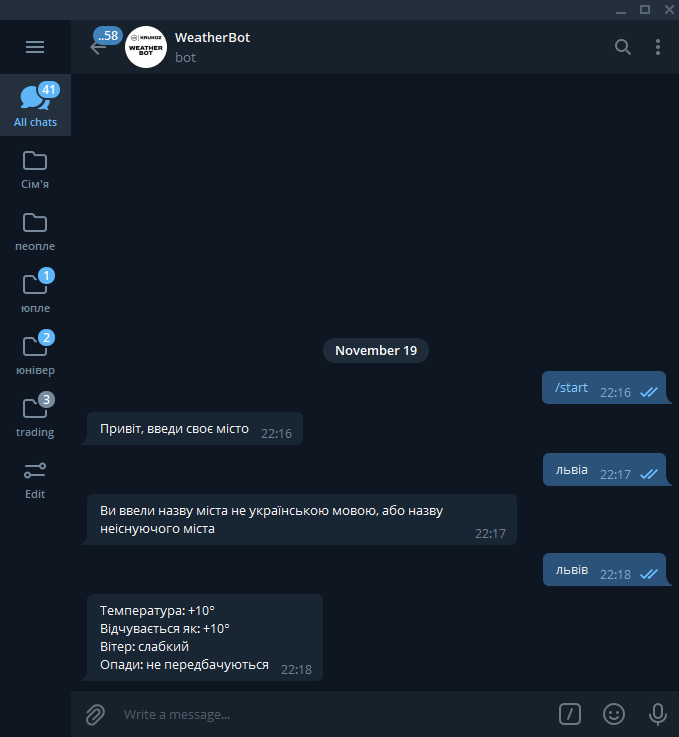 ..58
KRUKOZ
WEATHER
BOT
WeatherBot
bot
41
All chats
Сім'я
пеопле
1
юпле
2
юнівер
3
trading
Edit
November 19
/start 22:16
Привіт, введи своє місто 22:16
львіа 22:17
Ви ввели назву міста не українською мовою, або назву
неіснуючого міста 22:17
львів 22:18
Температура: +10°
Відчувається як: +10°
Вітер: слабкий
Опади: не передбачуються 22:18
Write a message...